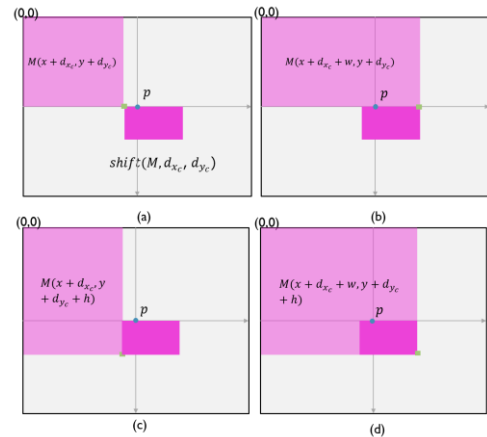 (0,0)
(0,0)
M(x + d_{x_c}, y + d_{y_c})
M(x + d_{x_c} + w, y + d_{y_c})
p
p
shift(M, d_{x_c}, d_{y_c})
(a)
(b)
(0,0)
(0,0)
M(x + d_{x_c}, y
+ d_{y_c} + h)
M(x + d_{x_c} + w, y + d_{y_c}
+ h)
p
p
(c)
(d)